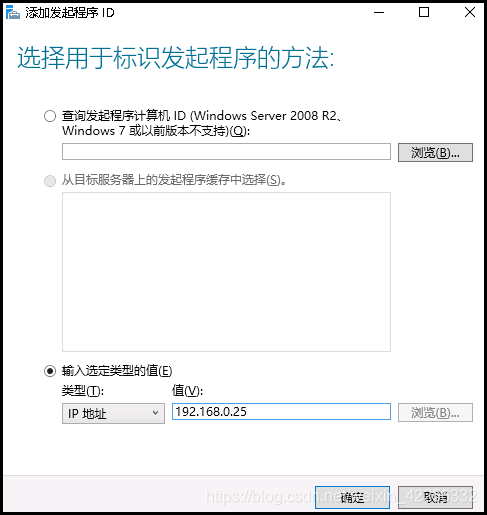 添加发起程序 ID
选择用于标识发起程序的方法:
查询发起程序计算机 ID (Windows Server 2008 R2、
Windows 7 或以前版本不支持)(Q):
浏览(B)...
从目标服务器上的发起程序缓存中选择(S)。
输入选定类型的值(E)
类型(T):
值(V):
IP 地址
192.168.0.25
浏览(B)...
确定
取消